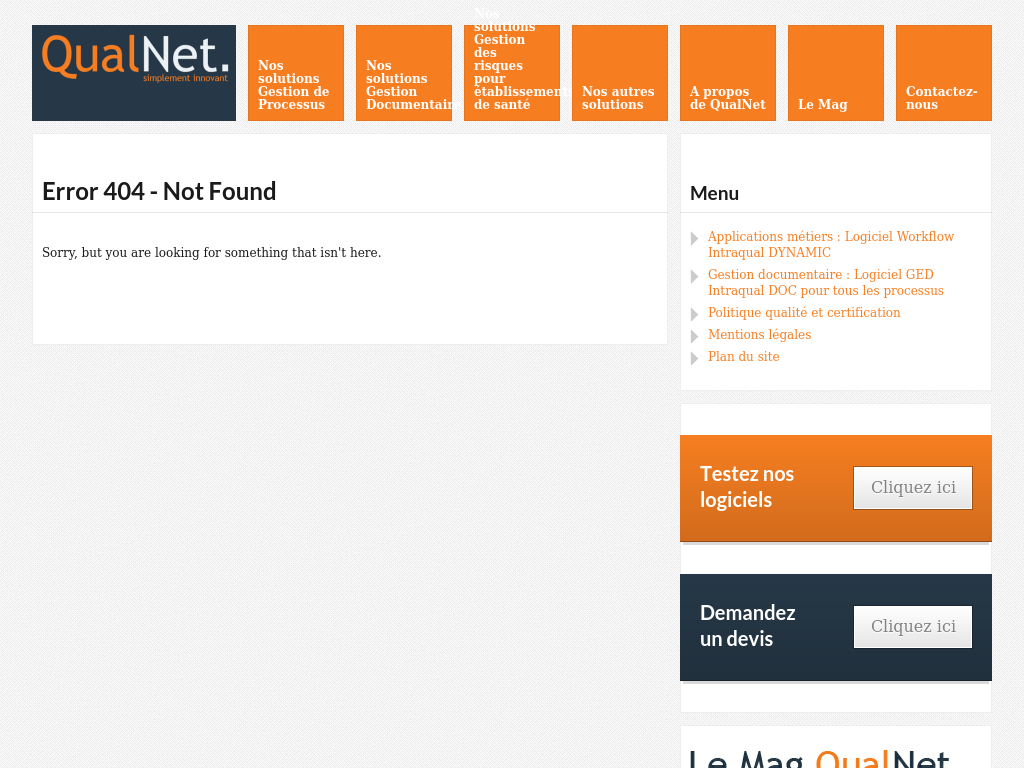 QualNet.
simplement innovant
Nos
solutions
Gestion de
Processus
Nos
solutions
Gestion
Documentaire
Nos
solutions
Gestion
des
risques
pour
établissements
de santé
Nos autres
solutions
A propos
de QualNet
Le Mag
Contactez-
nous
Error 404 - Not Found
Sorry, but you are looking for something that isn't here.
Menu
Applications métiers : Logiciel Workflow
Intraqual DYNAMIC
Gestion documentaire : Logiciel GED
Intraqual DOC pour tous les processus
Politique qualité et certification
Mentions légales
Plan du site
Testez nos
logiciels
Cliquez ici
Demandez
un devis
Cliquez ici
Le Mag QualNet